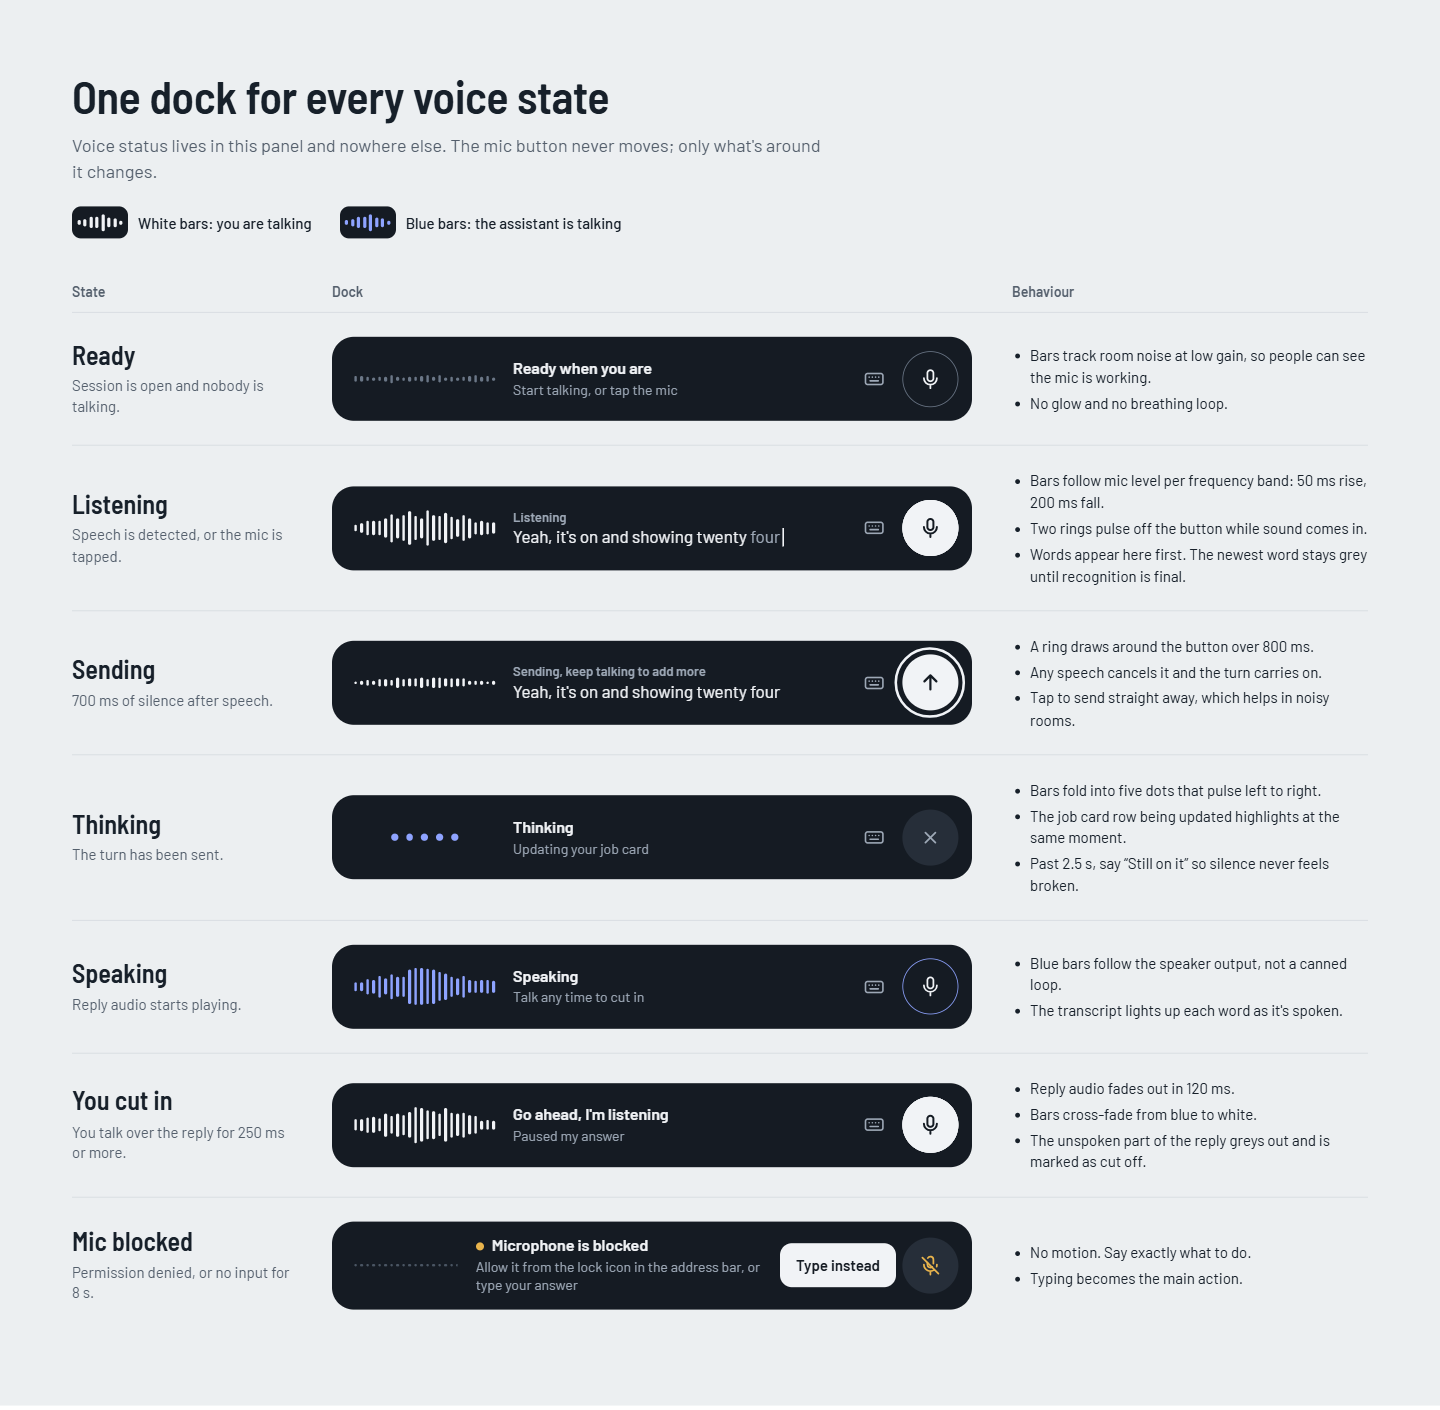 One dock for every voice state
Voice status lives in this panel and nowhere else. The mic button never moves; only what's around
it changes.
White bars: you are talking
Blue bars: the assistant is talking
State
Dock
Behaviour
Ready
Session is open and nobody is
talking.
Ready when you are
Start talking, or tap the mic
• Bars track room noise at low gain, so people can see
the mic is working.
• No glow and no breathing loop.
Listening
Speech is detected, or the mic is
tapped.
Listening
Yeah, it's on and showing twenty four
• Bars follow mic level per frequency band: 50 ms rise,
200 ms fall.
• Two rings pulse off the button while sound comes in.
• Words appear here first. The newest word stays grey
until recognition is final.
Sending
700 ms of silence after speech.
Sending, keep talking to add more
Yeah, it's on and showing twenty four
• A ring draws around the button over 800 ms.
• Any speech cancels it and the turn carries on.
• Tap to send straight away, which helps in noisy
rooms.
Thinking
The turn has been sent.
Thinking
Updating your job card
• Bars fold into five dots that pulse left to right.
• The job card row being updated highlights at the
same moment.
• Past 2.5 s, say “Still on it” so silence never feels
broken.
Speaking
Reply audio starts playing.
Speaking
Talk any time to cut in
• Blue bars follow the speaker output, not a canned
loop.
• The transcript lights up each word as it's spoken.
You cut in
You talk over the reply for 250 ms
or more.
Go ahead, I'm listening
Paused my answer
• Reply audio fades out in 120 ms.
• Bars cross-fade from blue to white.
• The unspoken part of the reply greys out and is
marked as cut off.
Mic blocked
Permission denied, or no input for
8 s.
Microphone is blocked
Allow it from the lock icon in the address bar, or
type your answer
Type instead
• No motion. Say exactly what to do.
• Typing becomes the main action.